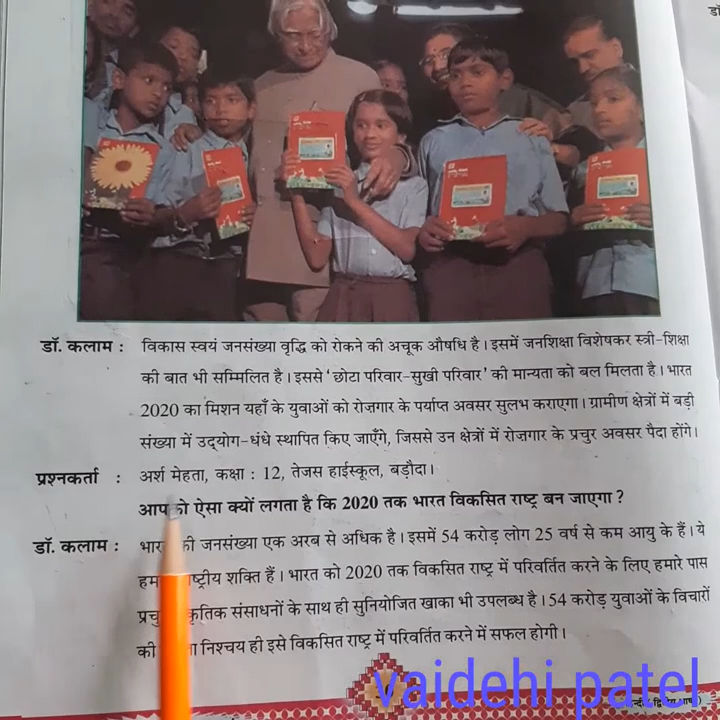 डॉ. कलाम : विकास स्वयं जनसंख्या वृद्धि को रोकने की अचूक औषधि है। इसमें जनशिक्षा विशेषकर स्त्री-शिक्षा
की बात भी सम्मिलित है। इससे 'छोटा परिवार-सुखी परिवार' की मान्यता को बल मिलता है। भारत
2020 का मिशन यहाँ के युवाओं को रोज़गार के पर्याप्त अवसर सुलभ कराएगा। ग्रामीण क्षेत्रों में बड़ी
संख्या में उद्योग-धंधे स्थापित किए जाएँगे, जिससे उन क्षेत्रों में रोज़गार के प्रचुर अवसर पैदा होंगे।
प्रश्नकर्ता : अर्श मेहता, कक्षा : 12, तेजस हाईस्कूल, बड़ौदा।
ऐसा क्यों लगता है कि 2020 तक भारत विकसित राष्ट्र बन जाएगा ?
डॉ. कलाम : की जनसंख्या एक अरब से अधिक है। इसमें 54 करोड़ लोग 25 वर्ष से कम आयु के हैं। ये
शक्ति हैं। भारत को 2020 तक विकसित राष्ट्र में परिवर्तित करने के लिए हमारे पास
संसाधनों के साथ ही सुनियोजित खाका भी उपलब्ध है। 54 करोड़ युवाओं के विचारों
की निश्चय ही इसे विकसित राष्ट्र में परिवर्तित करने में सफल होगी।
vaidehi patel